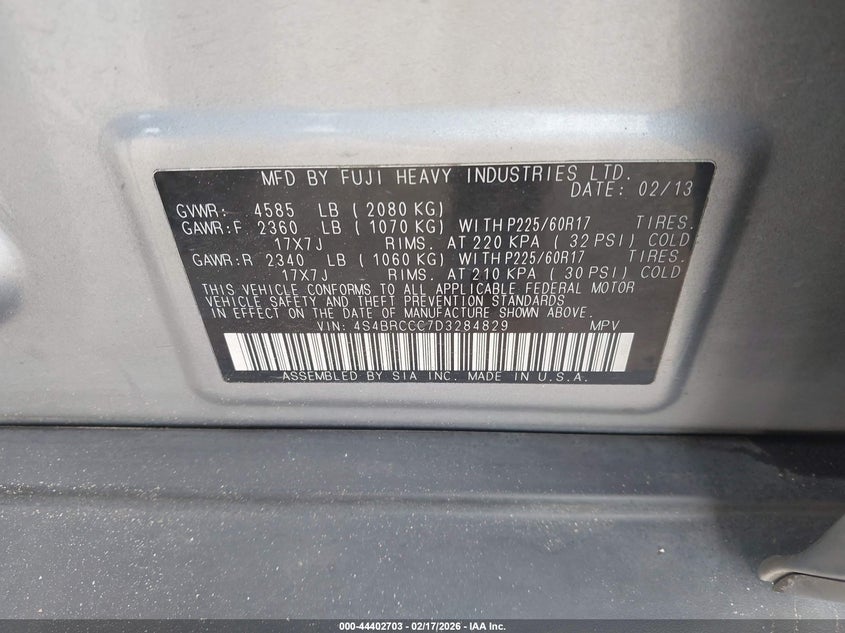 MFD BY FUJI HEAVY INDUSTRIES LTD.
DATE: 02/13
GVWR: 4585 LB ( 2080 KG)
GAWR:F 2360 LB ( 1070 KG) WITH P225/60R17 TIRES.
17X7J RIMS. AT 220 KPA ( 32 PSI) COLD
GAWR:R 2340 LB ( 1060 KG) WITH P225/60R17 TIRES.
17X7J RIMS. AT 210 KPA ( 30 PSI) COLD
THIS VEHICLE CONFORMS TO ALL APPLICABLE FEDERAL MOTOR
VEHICLE SAFETY AND THEFT PREVENTION STANDARDS
IN EFFECT ON THE DATE OF MANUFACTURE SHOWN ABOVE.
VIN: 4S4BRCCC7D3284829 MPV
ASSEMBLED BY SIA INC. MADE IN U.S.A.
000-44402703 - 02/17/2026 - IAA Inc.